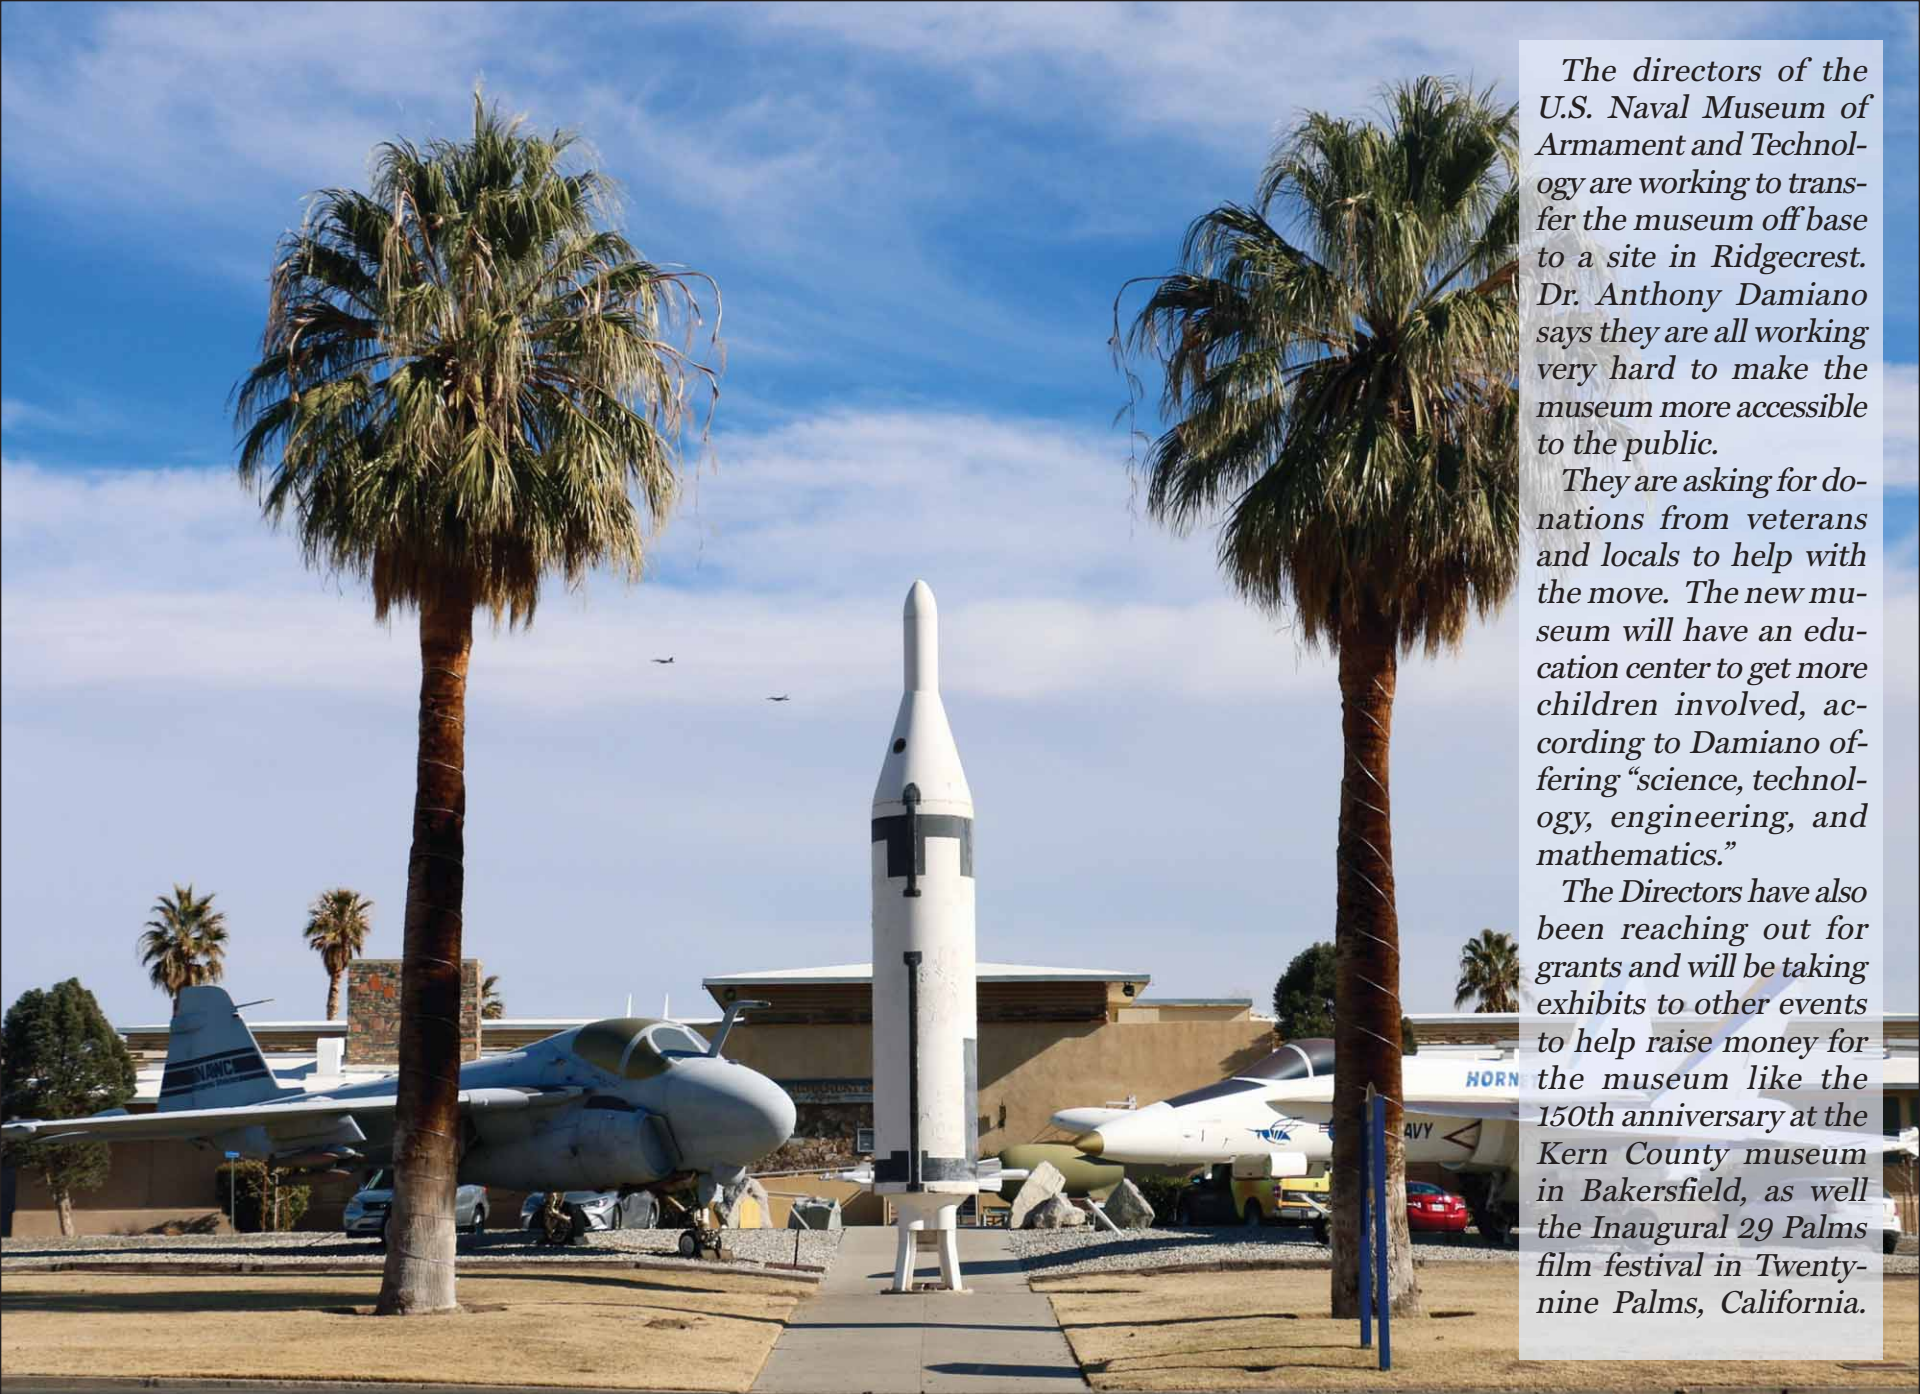 The directors of the
U.S. Naval Museum of
Armament and Technol-
ogy are working to trans-
fer the museum off base
to a site in Ridgecrest.
Dr. Anthony Damiano
says they are all working
very hard to make the
museum more accessible
to the public.
They are asking for do-
nations from veterans
and locals to help with
the move. The new mu-
seum will have an edu-
cation center to get more
children involved, ac-
cording to Damiano of-
fering “science, technol-
ogy, engineering, and
mathematics.”
The Directors have also
been reaching out for
grants and will be taking
exhibits to other events
to help raise money for
the museum like the
150th anniversary at the
Kern County museum
in Bakersfield, as well
the Inaugural 29 Palms
film festival in Twenty-
nine Palms, California.
NAWC
HORN
AVY